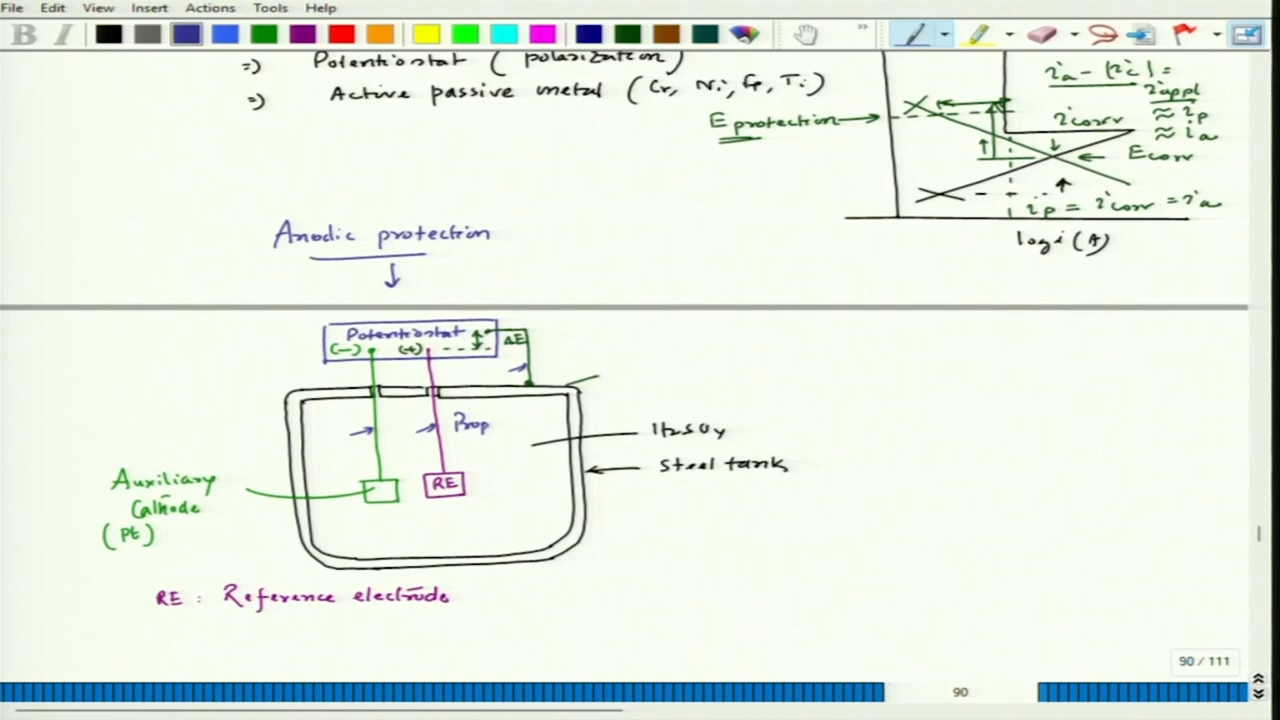 File Edit View Insert Actions Tools Help
B I
=) Potentiostat (polarization)
=) Active passive metal (Cr, Ni, Fe, Ti)
E protection
ia - |ic| =
iappl
≈ ip
≈ ia
icorr
Ecorr
ip = icorr = ia
log i (A)
Anodic protection
Potentiostat
(-) (+) ΔE
Prop
H2SO4
Steel tank
RE
Auxiliary
Cathode
(Pt)
RE : Reference electrode
90 / 111
90